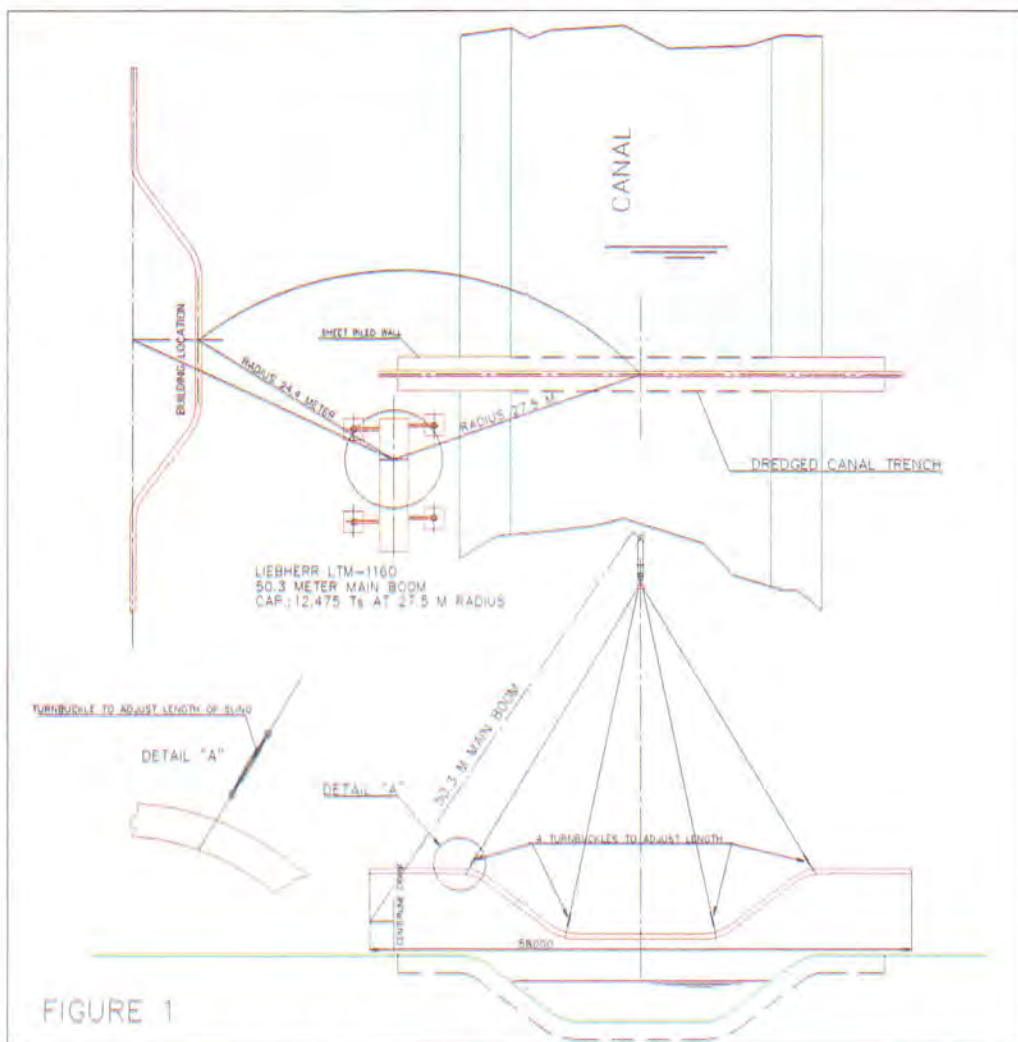 CANAL
BUILDING LOCATION
SHEET PILED WALL
RADIUS 24.4 METER
RADIUS 27.5 M
DREDGED CANAL TRENCH
LIEBHERR LTM-1160
50.3 METER MAIN BOOM
CAP.: 12,475 Ts AT 27.5 M RADIUS
TURNBUCKLE TO ADJUST LENGTH OF SLING
DETAIL "A"
50.3 M MAIN BOOM
DETAIL "A"
4 TURNBUCKLES TO ADJUST LENGTH
CENTERLINE CRANE
58000
FIGURE 1